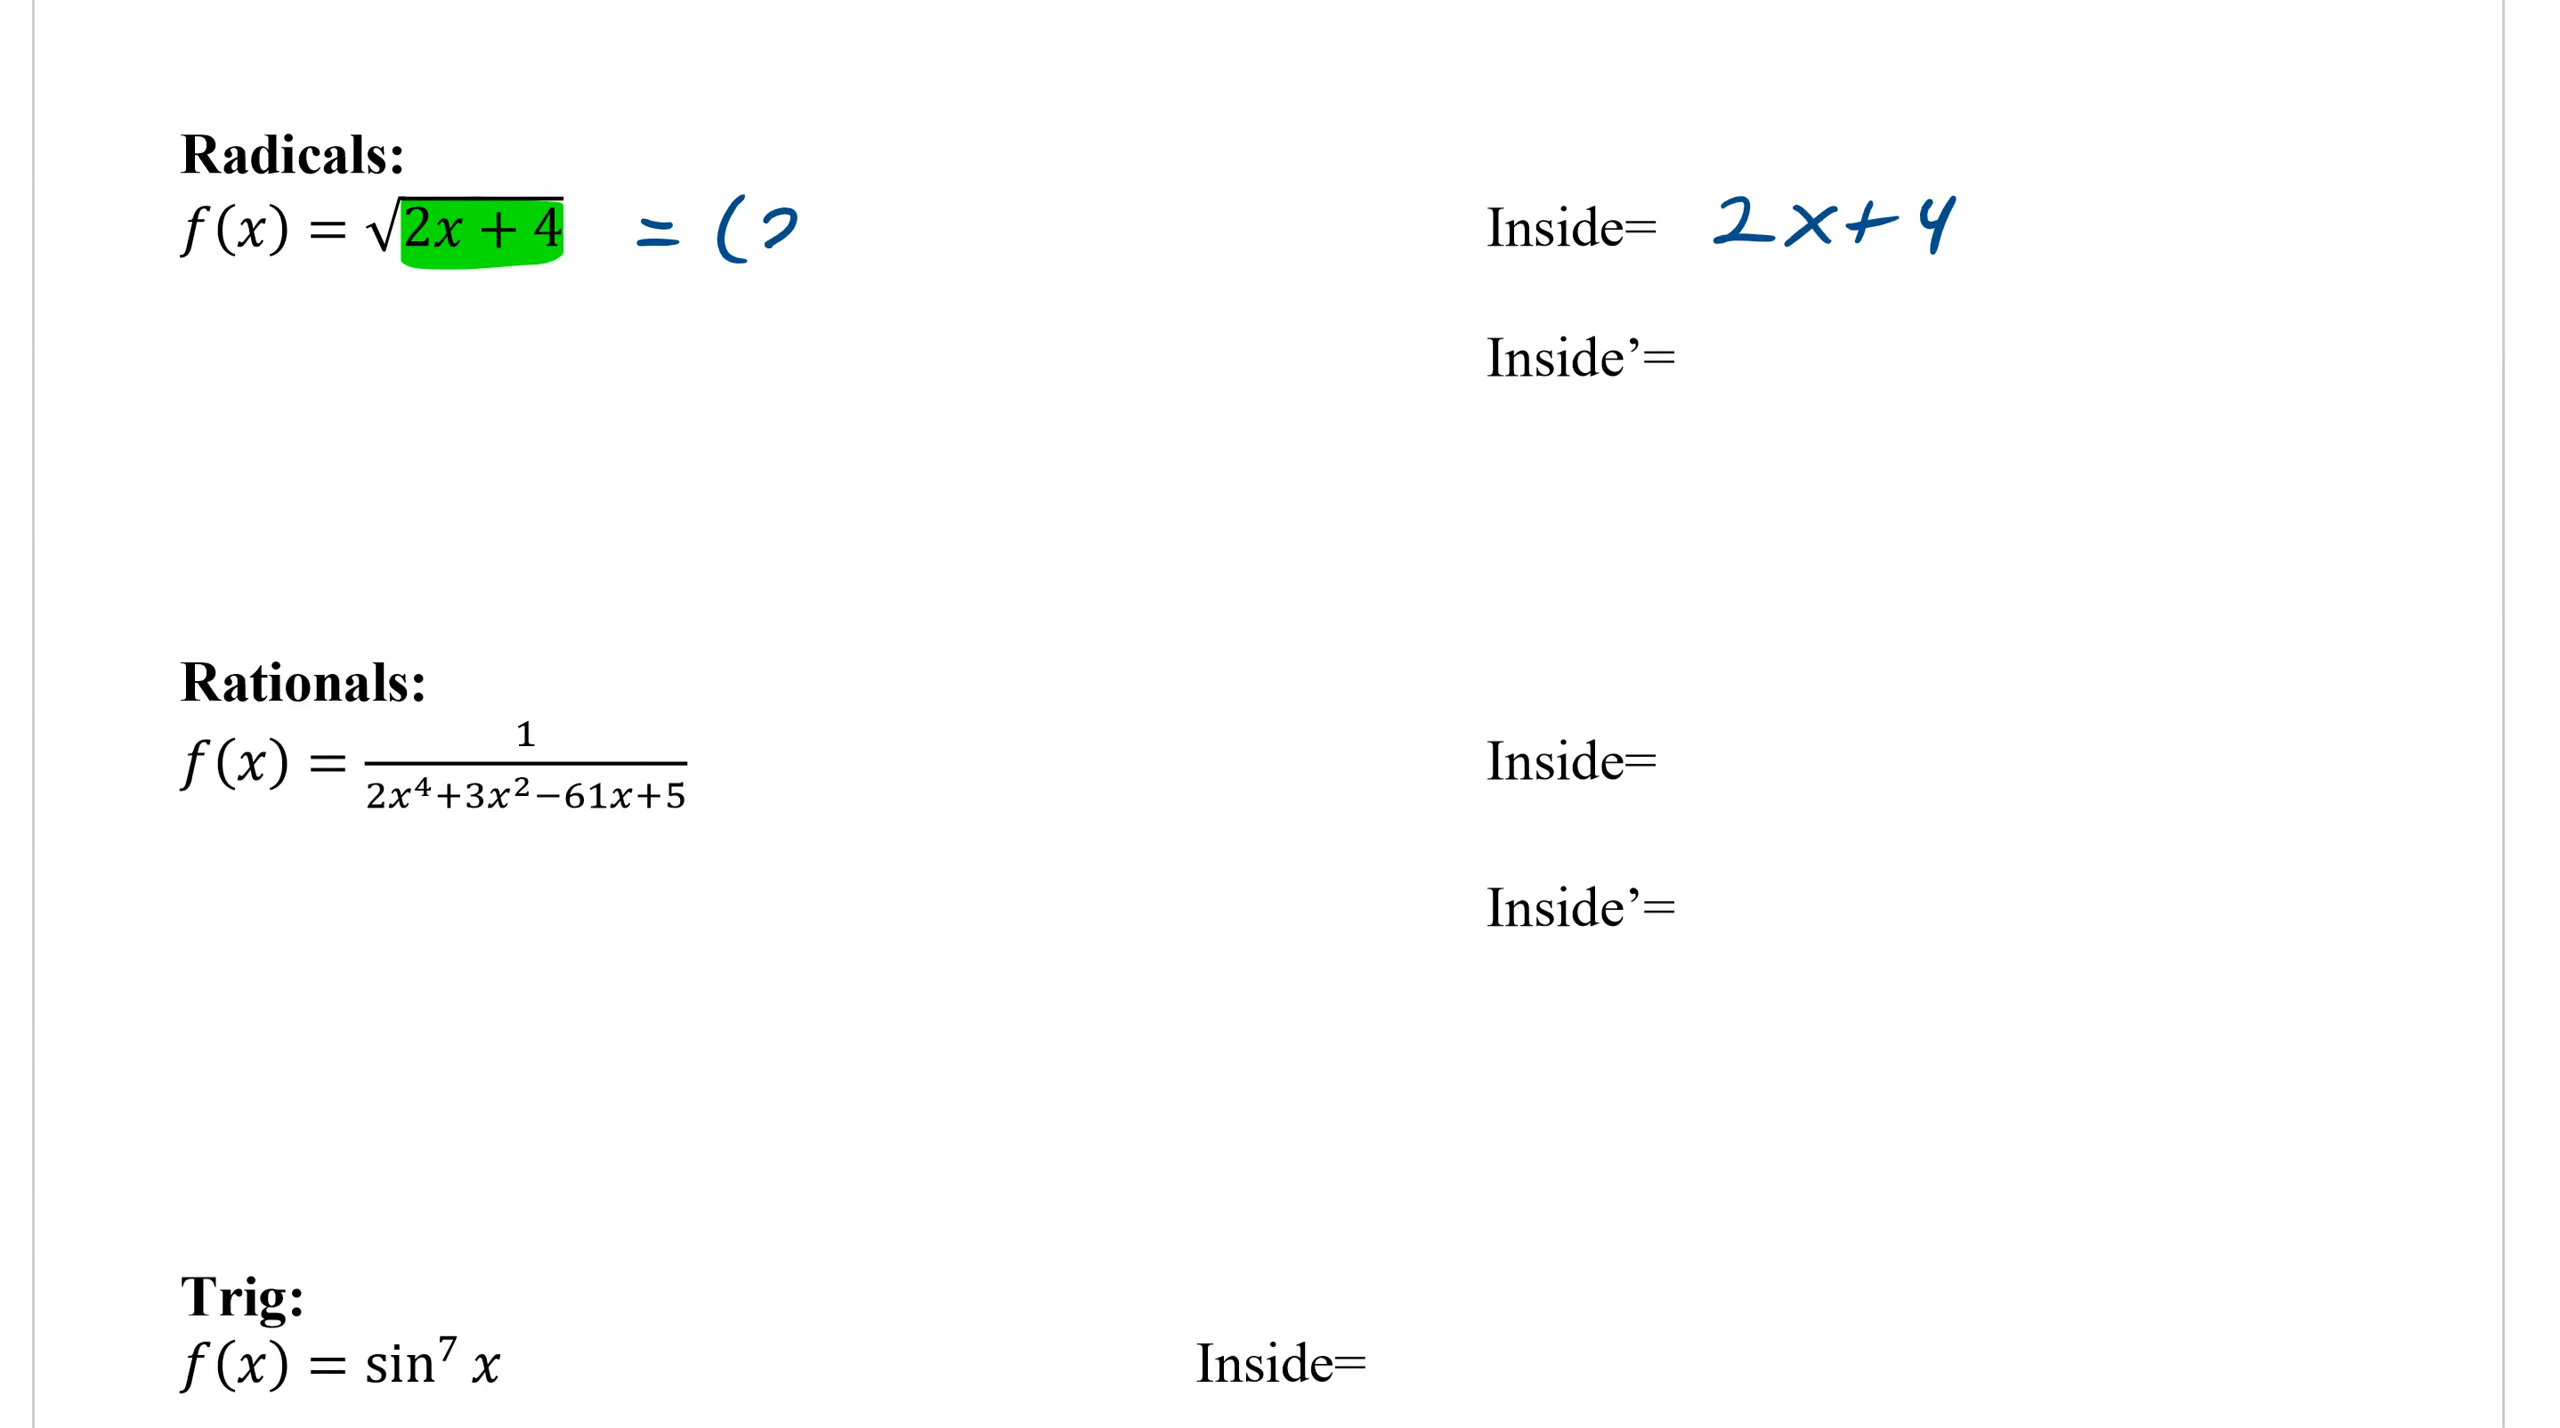 Radicals:
f(x) = √2x + 4 = (2 Inside= 2x+4
Inside’=
Rationals:
f(x) = 1/(2x⁴+3x²−61x+5) Inside=
Inside’=
Trig:
f(x) = sin⁷ x Inside=